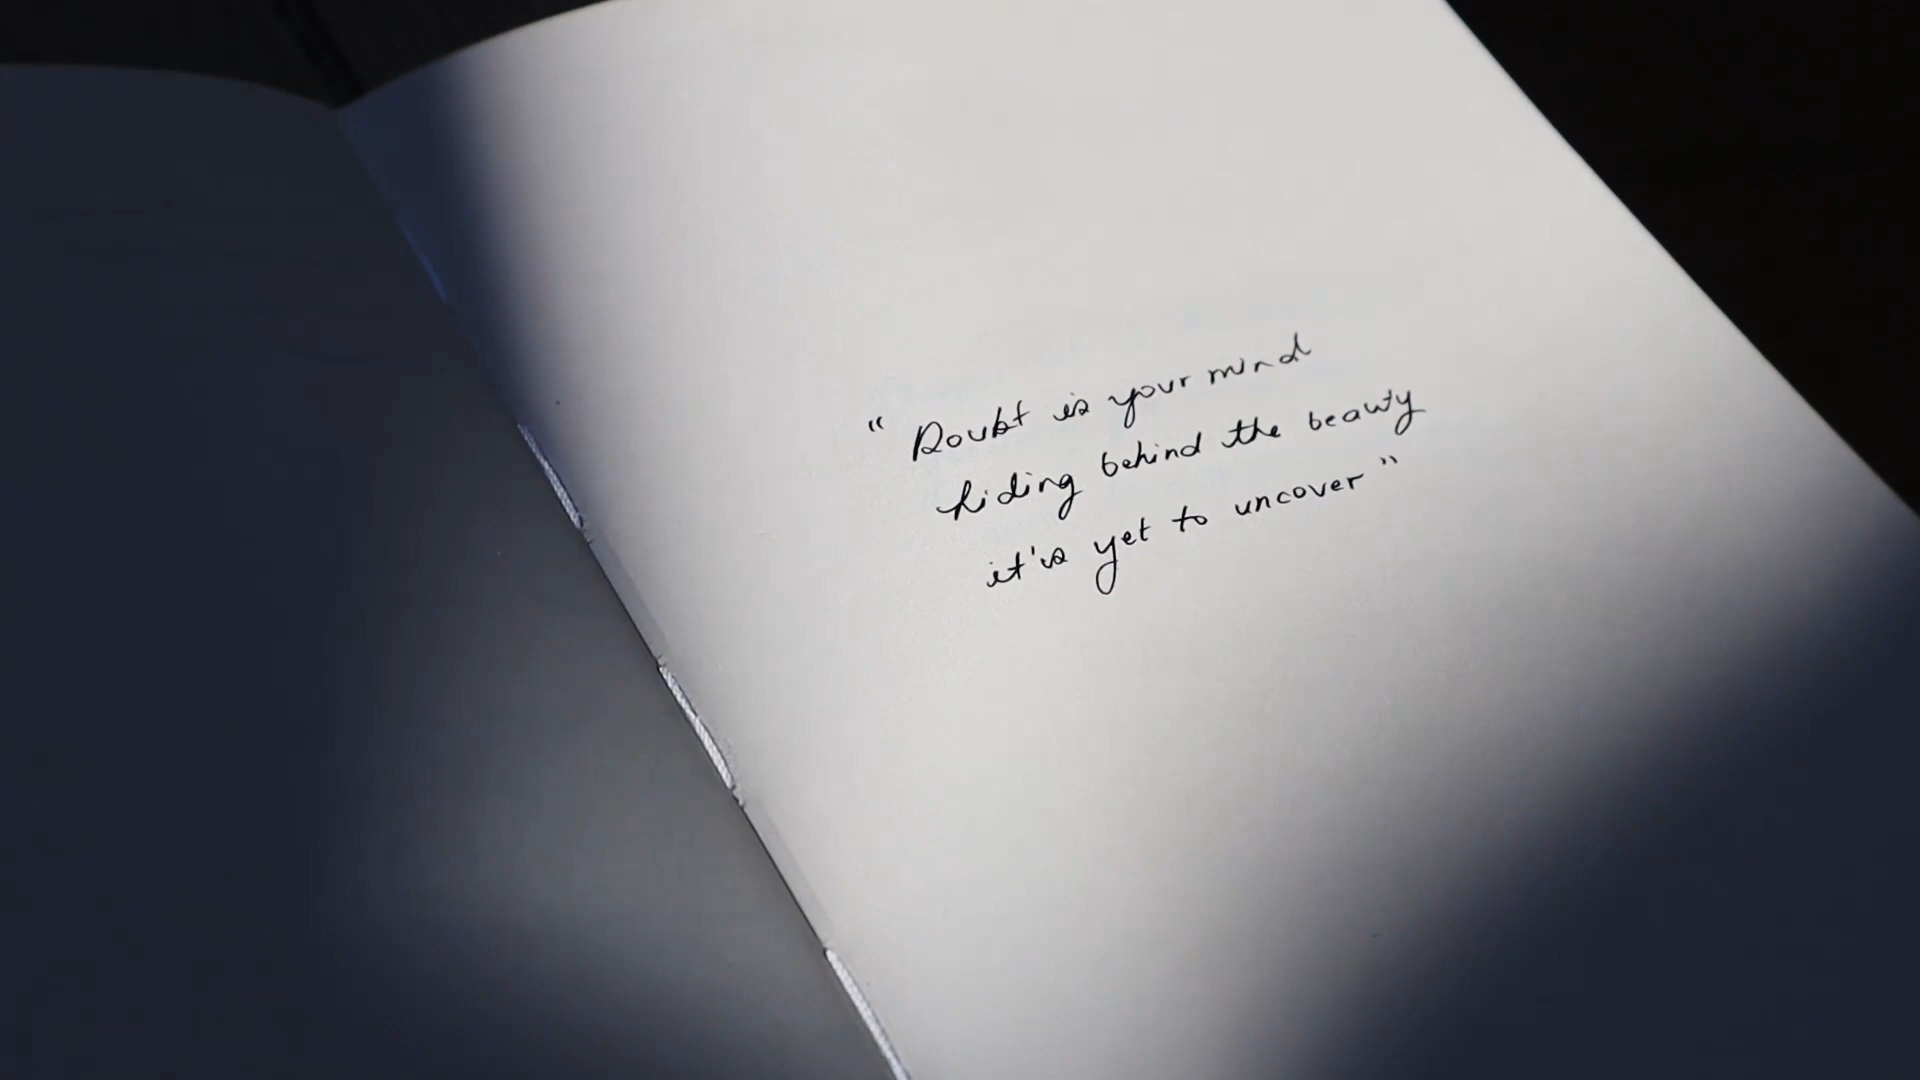 " Doubt is your mind
hiding behind the beauty
it's yet to uncover "